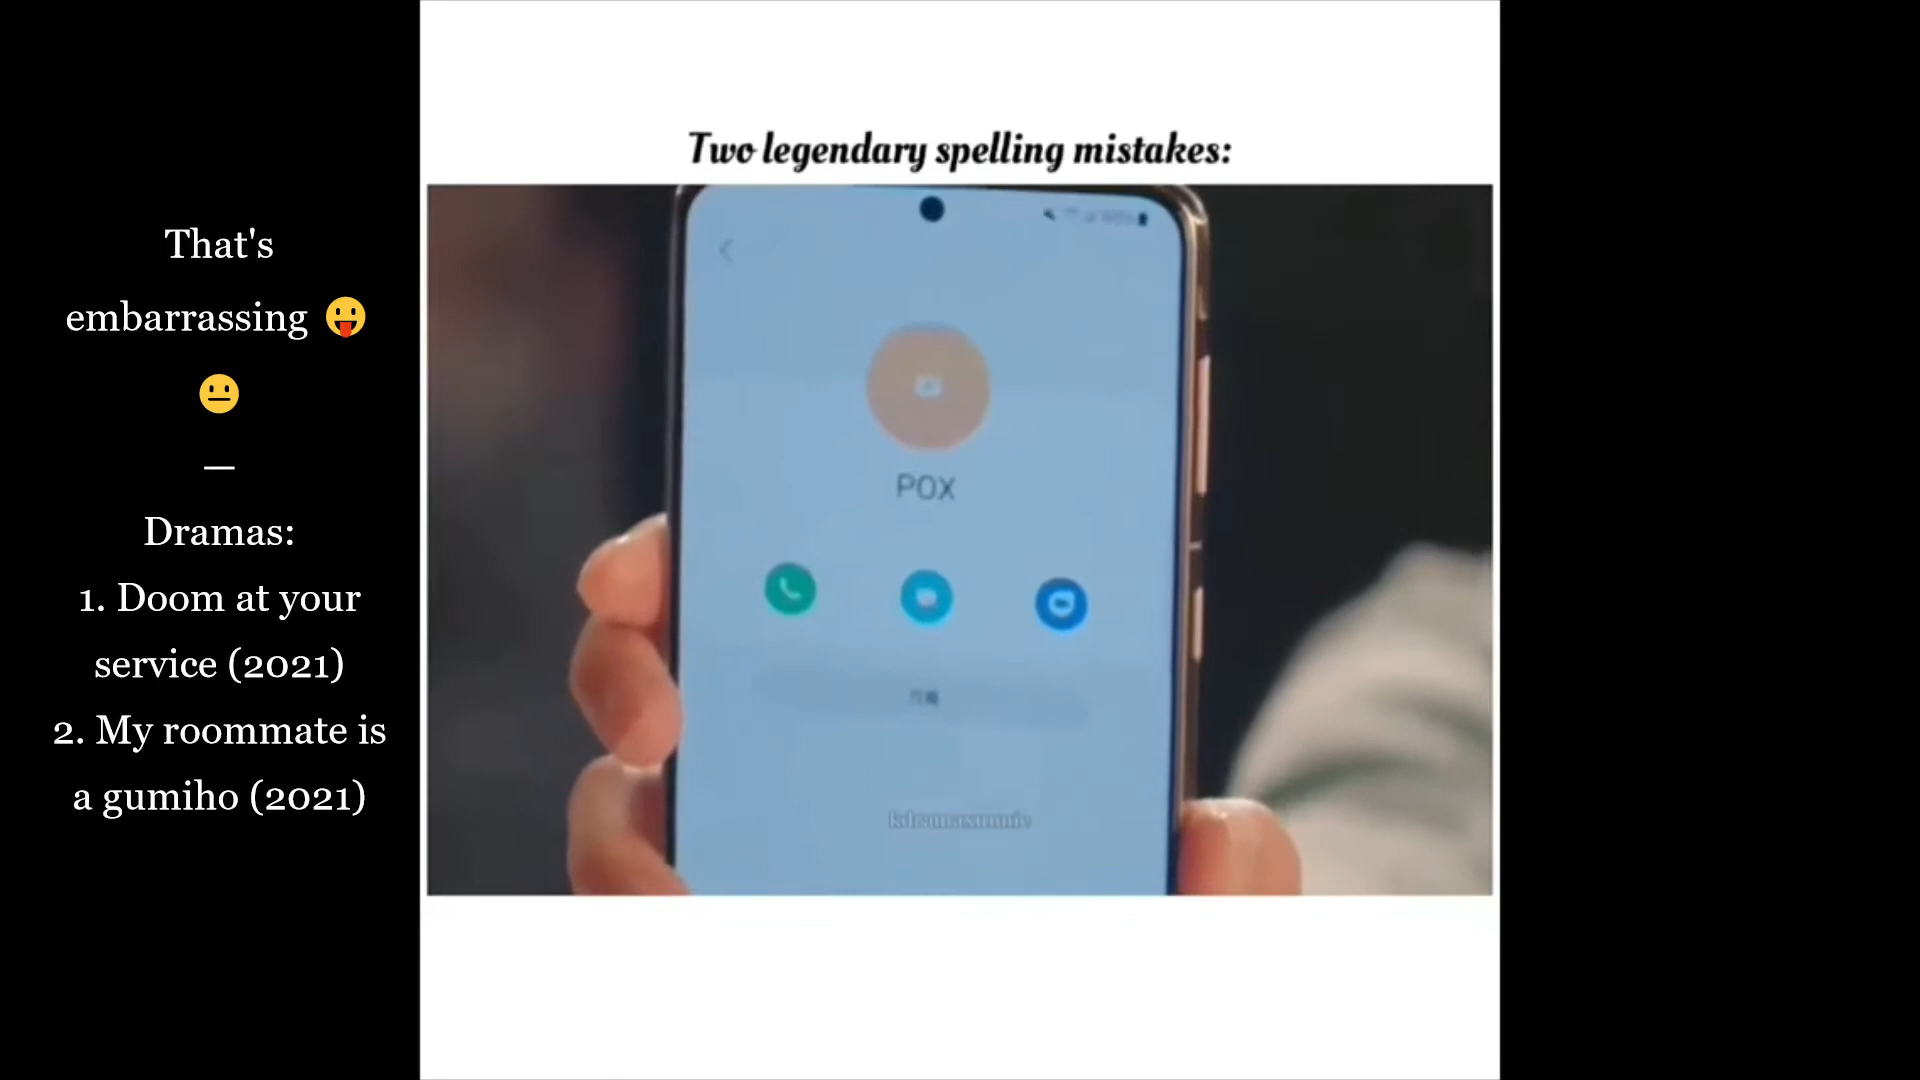 That's
embarrassing 😛
😐
—
Dramas:
1. Doom at your
service (2021)
2. My roommate is
a gumiho (2021)
Two legendary spelling mistakes:
POX
kdramasunnie